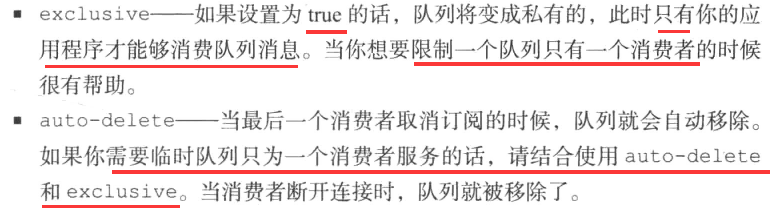 ▪ exclusive——如果设置为 true 的话，队列将变成私有的，此时只有你的应
用程序才能够消费队列消息。当你想要限制一个队列只有一个消费者的时候
很有帮助。
▪ auto-delete——当最后一个消费者取消订阅的时候，队列就会自动移除。
如果你需要临时队列只为一个消费者服务的话，请结合使用 auto-delete
和 exclusive。当消费者断开连接时，队列就被移除了。